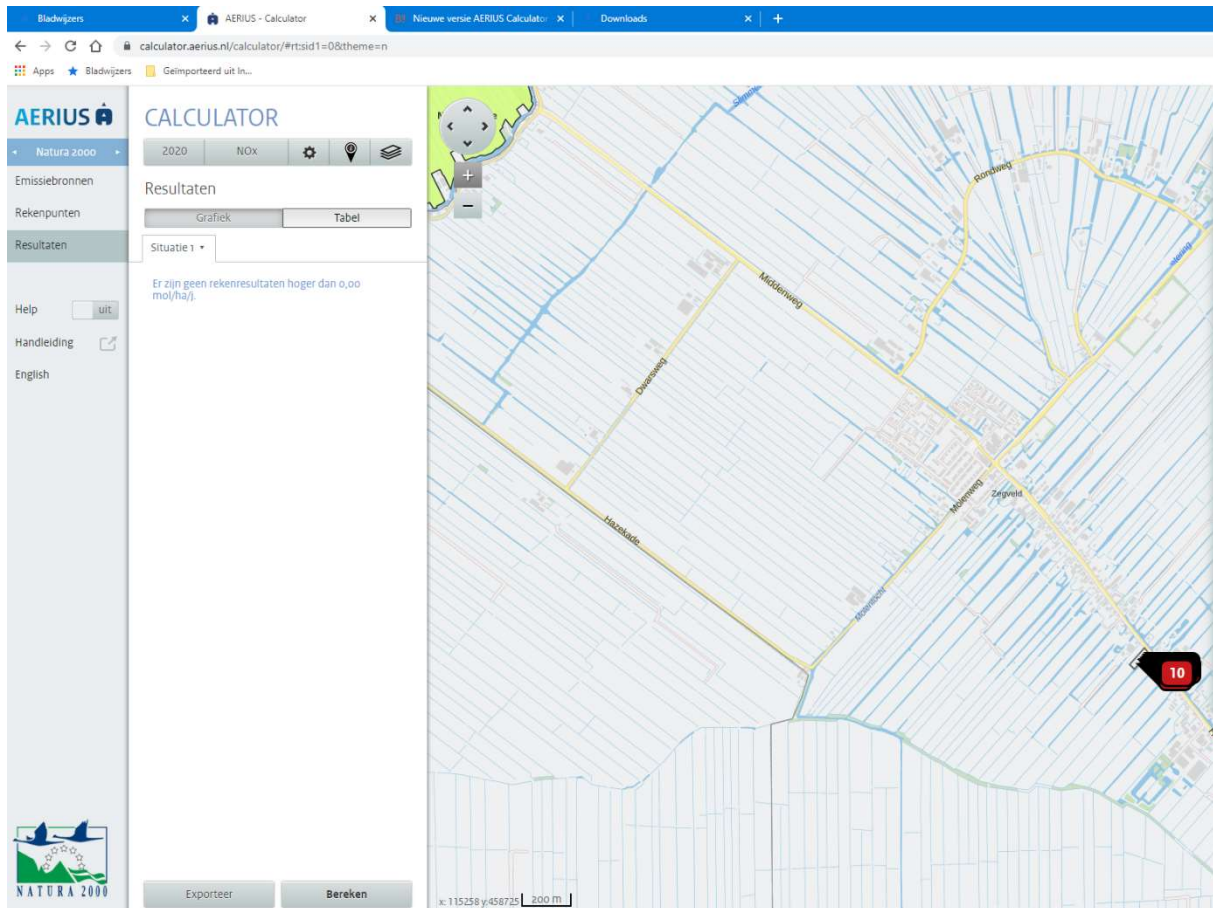 Bladwijzers
AERIUS - Calculator
Nieuwe versie AERIUS Calculator
Downloads
calculator.aerius.nl/calculator/#rt:sid1=0&theme=n
Apps Bladwijzers Geïmporteerd uit In...
AERIUS
Natura 2000
Emissiebronnen
Rekenpunten
Resultaten
Help uit
Handleiding
English
NATURA 2000
CALCULATOR
2020 NOx
Resultaten
Grafiek Tabel
Situatie 1
Er zijn geen rekenresultaten hoger dan 0,00
mol/ha/j.
Exporteer Bereken
Rondweg
Middenweg
Dwarsweg
Hazekade
Molenweg
Zegveld
Molentocht
10
x: 115258 y:458725 200 m